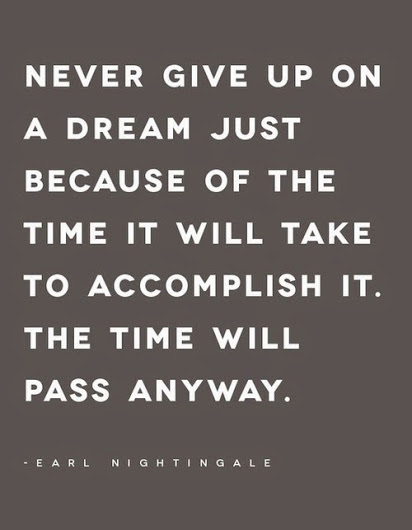 NEVER GIVE UP ON
A DREAM JUST
BECAUSE OF THE
TIME IT WILL TAKE
TO ACCOMPLISH IT.
THE TIME WILL
PASS ANYWAY.
-EARL NIGHTINGALE